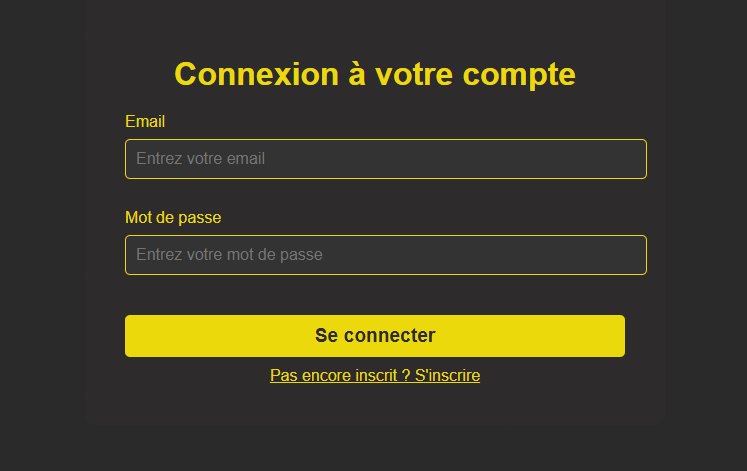 Connexion à votre compte
Email
Entrez votre email
Mot de passe
Entrez votre mot de passe
Se connecter
Pas encore inscrit ? S'inscrire